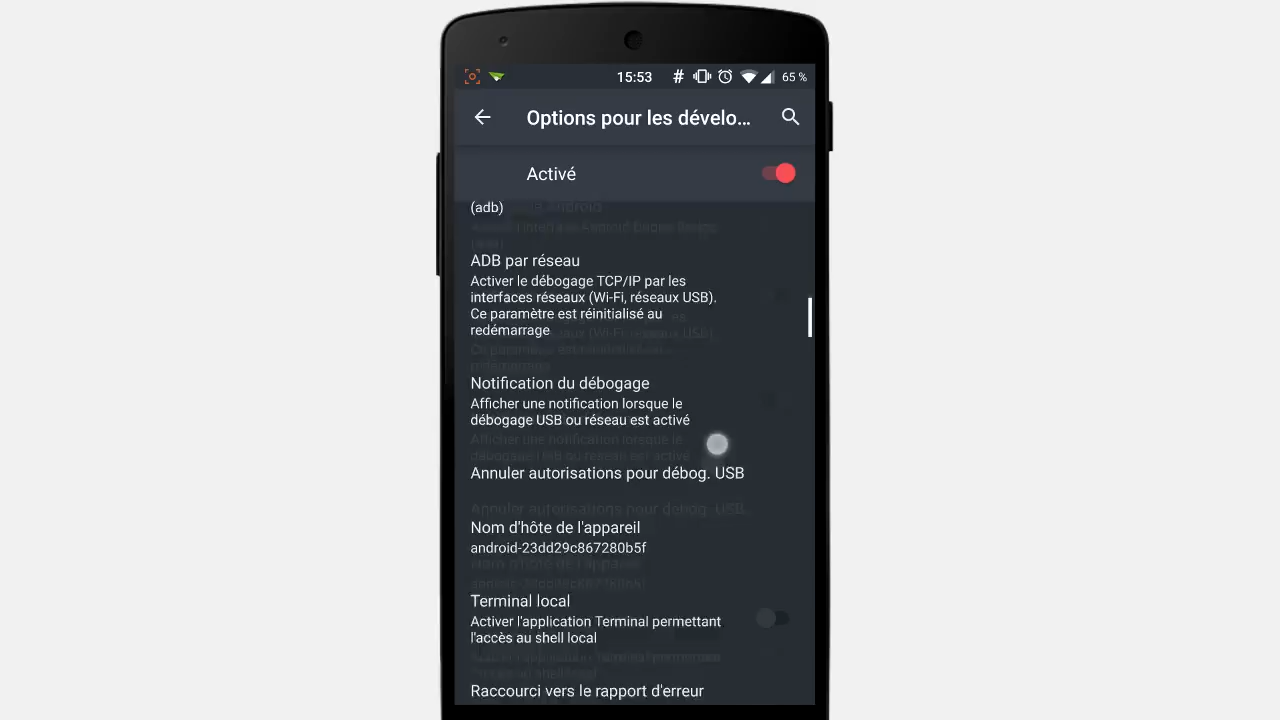 15:53 # 65 %
Options pour les dévelo...
Activé
(adb)
ADB par réseau
Activer le débogage TCP/IP par les
interfaces réseaux (Wi-Fi, réseaux USB).
Ce paramètre est réinitialisé au
redémarrage
Notification du débogage
Afficher une notification lorsque le
débogage USB ou réseau est activé
Annuler autorisations pour débog. USB
Nom d'hôte de l'appareil
android-23dd29c867280b5f
Terminal local
Activer l'application Terminal permettant
l'accès au shell local
Raccourci vers le rapport d'erreur